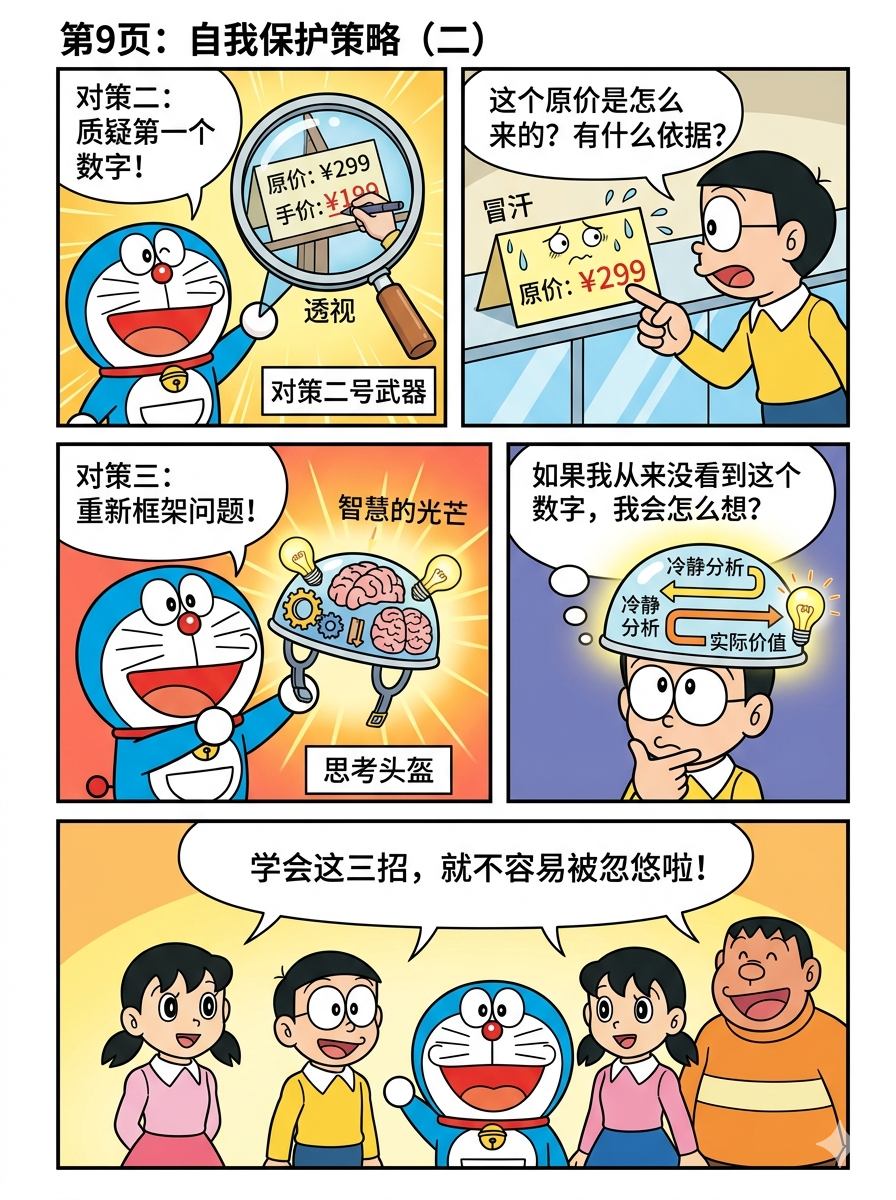 第9页：自我保护策略（二）
对策二：
质疑第一个
数字！
原价：¥299
手价：¥199
透视
对策二号武器
这个原价是怎么
来的？有什么依据？
冒汗
原价：¥299
对策三：
重新框架问题！
智慧的光芒
思考头盔
如果我从来没看到这个
数字，我会怎么想？
冷静分析
冷静
分析
实际价值
学会这三招，就不容易被忽悠啦！